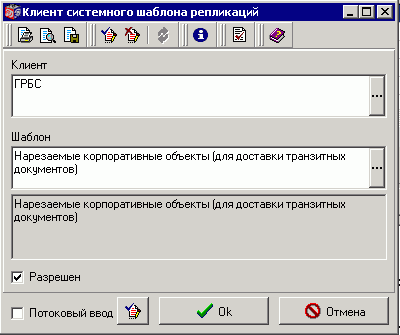 Клиент системного шаблона репликаций
Клиент
ГРБС
...
Шаблон
Нарезаемые корпоративные объекты (для доставки транзитных
документов)
...
Нарезаемые корпоративные объекты (для доставки транзитных
документов)
Разрешен
Потоковый ввод
Ok
Отмена